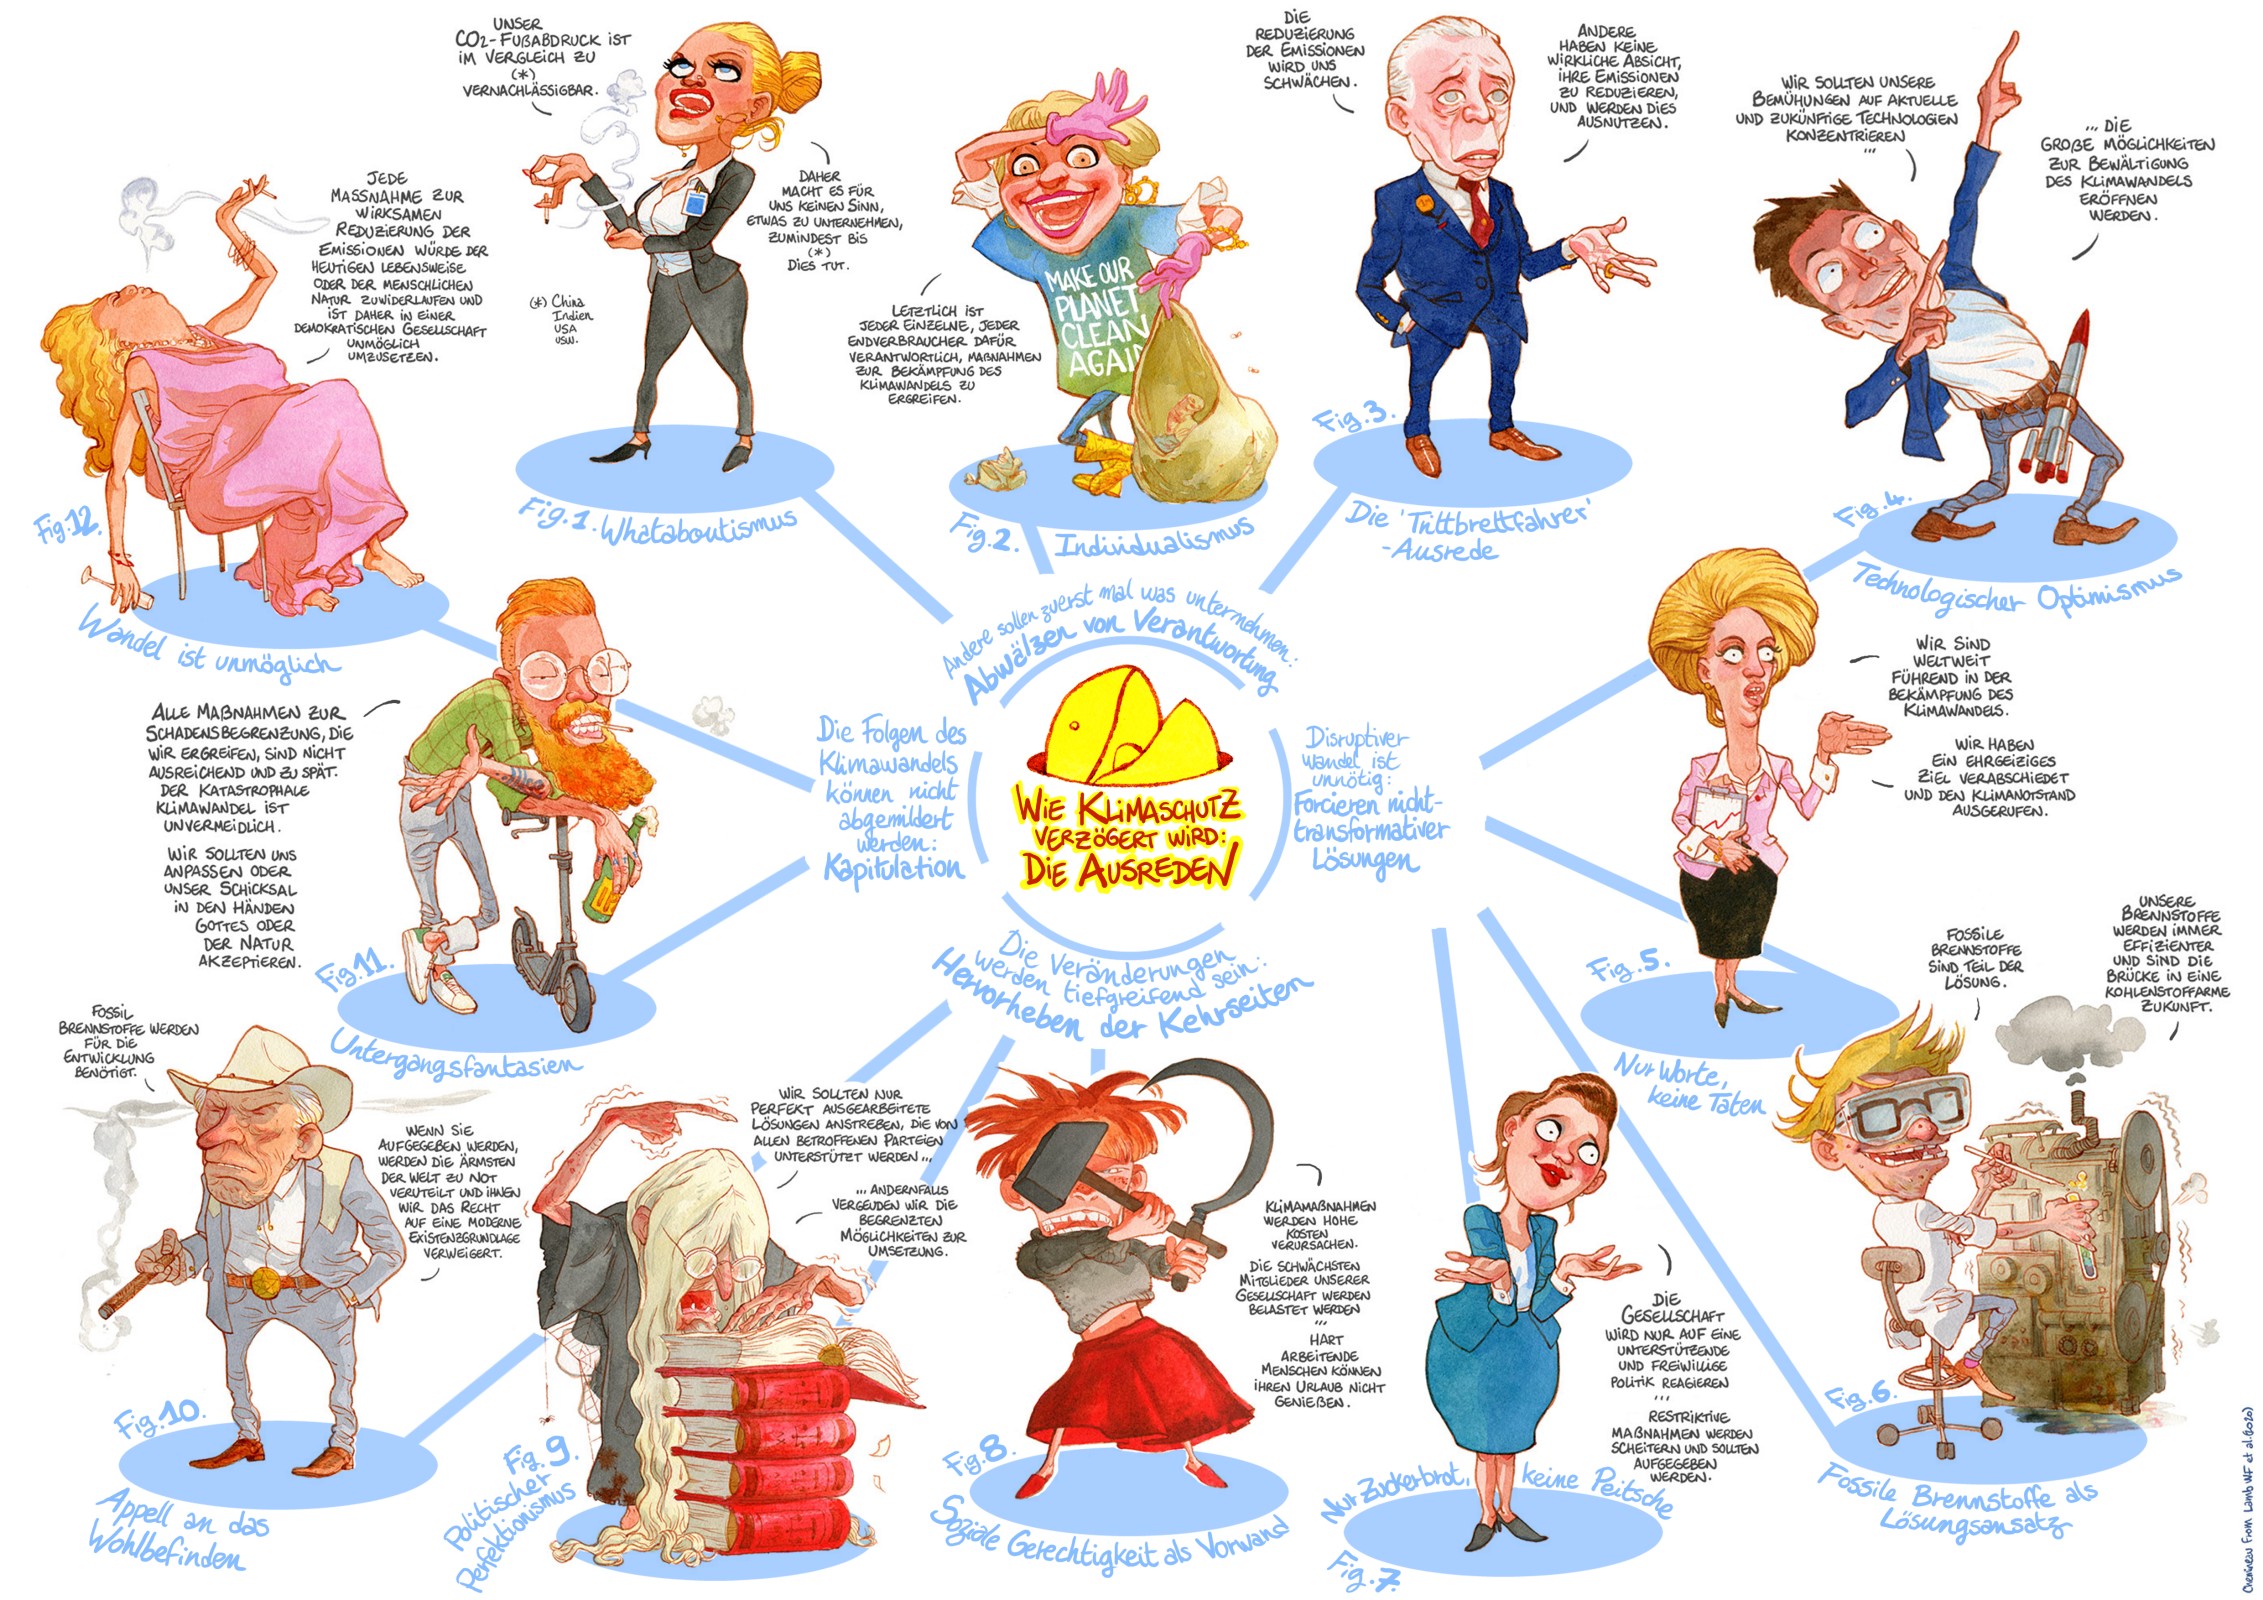 UNSER
CO2-FUßABDRUCK IST
IM VERGLEICH ZU
(*)
VERNACHLÄSSIGBAR.
DAHER
MACHT ES FÜR
UNS KEINEN SINN,
ETWAS ZU UNTERNEHMEN,
ZUMINDEST BIS
(*)
DIES TUT.
(*) China
Indien
USA
usw.
Fig.1. Whataboutismus
LETZTLICH IST
JEDER EINZELNE, JEDER
ENDVERBRAUCHER DAFÜR
VERANTWORTLICH, MAßNAHMEN
ZUR BEKÄMPFUNG DES
KLIMAWANDELS ZU
ERGREIFEN.
MAKE OUR
PLANET
CLEAN
AGAIN
Fig.2. Individualismus
DIE
REDUZIERUNG
DER EMISSIONEN
WIRD UNS
SCHWÄCHEN.
ANDERE
HABEN KEINE
WIRKLICHE ABSICHT,
IHRE EMISSIONEN
ZU REDUZIEREN,
UND WERDEN DIES
AUSNUTZEN.
Fig.3.
Die 'Trittbrettfahrer'
-Ausrede
WIR SOLLTEN UNSERE
BEMÜHUNGEN AUF AKTUELLE
UND ZUKÜNFTIGE TECHNOLOGIEN
KONZENTRIEREN
...
... DIE
GROßE MÖGLICHKEITEN
ZUR BEWÄLTIGUNG
DES KLIMAWANDELS
ERÖFFNEN
WERDEN.
Fig.4.
Technologischer Optimismus
JEDE
MASSNAHME ZUR
WIRKSAMEN
REDUZIERUNG DER
EMISSIONEN WÜRDE DER
HEUTIGEN LEBENSWEISE
ODER DER MENSCHLICHEN
NATUR ZUWIDERLAUFEN UND
IST DAHER IN EINER
DEMOKRATISCHEN GESELLSCHAFT
UNMÖGLICH
UMZUSETZEN.
Fig.12.
Wandel ist unmöglich
Andere sollen zuerst mal was unternehmen:
Abwälzen von Verantwortung
WIE KLIMASCHUTZ
VERZÖGERT WIRD:
DIE AUSREDEN
Die Folgen des
Klimawandels
können nicht
abgemildert
werden:
Kapitulation
Disruptiver
Wandel ist
unnötig:
Forcieren nicht-
transformativer
Lösungen
Die Veränderungen
werden tiefgreifend sein:
Hervorheben der Kehrseiten
WIR SIND
WELTWEIT
FÜHREND IN DER
BEKÄMPFUNG DES
KLIMAWANDELS.
WIR HABEN
EIN EHRGEIZIGES
ZIEL VERABSCHIEDET
UND DEN KLIMANOTSTAND
AUSGERUFEN.
Fig.5.
Nur Worte,
keine Taten
ALLE MAßNAHMEN ZUR
SCHADENSBEGRENZUNG, DIE
WIR ERGREIFEN, SIND NICHT
AUSREICHEND UND ZU SPÄT.
DER KATASTROPHALE
KLIMAWANDEL IST
UNVERMEIDLICH.
WIR SOLLTEN UNS
ANPASSEN ODER
UNSER SCHICKSAL
IN DEN HÄNDEN
GOTTES ODER
DER NATUR
AKZEPTIEREN.
Fig.11.
Untergangsfantasien
FOSSILE
BRENNSTOFFE
SIND TEIL DER
LÖSUNG.
UNSERE
BRENNSTOFFE
WERDEN IMMER
EFFIZIENTER
UND SIND DIE
BRÜCKE IN EINE
KOHLENSTOFFARME
ZUKUNFT.
Fig.6.
Fossile Brennstoffe als
Lösungsansatz
FOSSIL
BRENNSTOFFE WERDEN
FÜR DIE
ENTWICKLUNG
BENÖTIGT.
WENN SIE
AUFGEGEBEN WERDEN,
WERDEN DIE ÄRMSTEN
DER WELT ZU NOT
VERUTEILT UND IHNEN
WIR DAS RECHT
AUF EINE MODERNE
EXISTENZGRUNDLAGE
VERWEIGERT.
Fig.10.
Appell an das
Wohlbefinden
WIR SOLLTEN NUR
PERFEKT AUSGEARBEITETE
LÖSUNGEN ANSTREBEN, DIE VON
ALLEN BETROFFENEN PARTEIEN
UNTERSTÜTZT WERDEN ...
... ANDERNFALLS
VERGEUDEN WIR DIE
BEGRENZTEN
MÖGLICHKEITEN ZUR
UMSETZUNG.
Fig.9.
Politischer
Perfektionismus
KLIMAMAßNAHMEN
WERDEN HOHE
KOSTEN
VERURSACHEN.
DIE SCHWÄCHSTEN
MITGLIEDER UNSERER
GESELLSCHAFT WERDEN
BELASTET WERDEN
...
HART
ARBEITENDE
MENSCHEN KÖNNEN
IHREN URLAUB NICHT
GENIEßEN.
Fig.8.
Soziale Gerechtigkeit als Vorwand
DIE
GESELLSCHAFT
WIRD NUR AUF EINE
UNTERSTÜTZENDE
UND FREIWILLIGE
POLITIK REAGIEREN
...
RESTRIKTIVE
MAßNAHMEN WERDEN
SCHEITERN UND SOLLTEN
AUFGEGEBEN
WERDEN.
Nur Zuckerbrot, keine Peitsche
Fig.7.
Chemineau from Lamb WF et al. (2020)